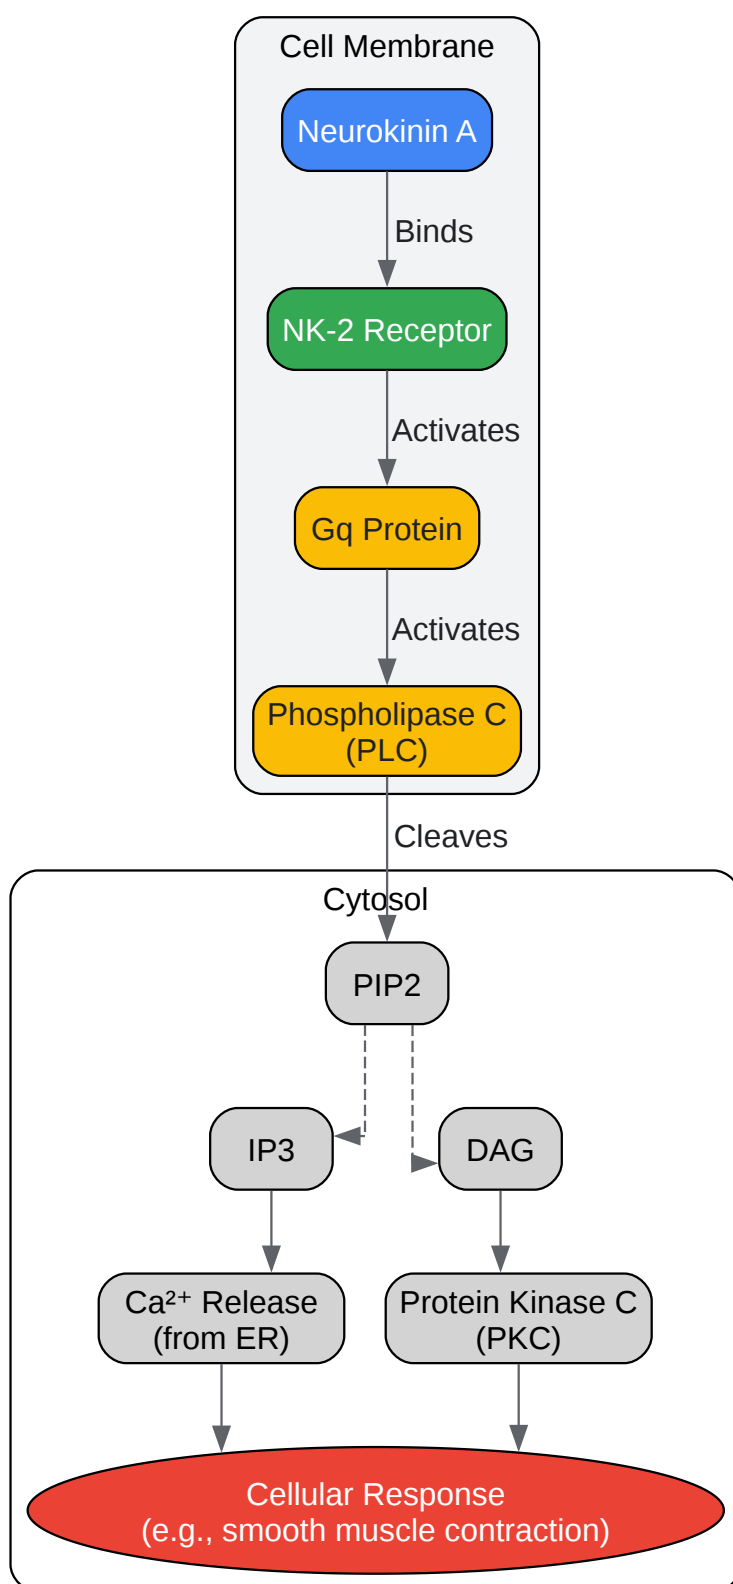 Cell Membrane
Neurokinin A
Binds
NK-2 Receptor
Activates
Gq Protein
Activates
Phospholipase C
(PLC)
Cleaves
Cytosol
PIP2
IP3
DAG
Ca²⁺ Release
(from ER)
Protein Kinase C
(PKC)
Cellular Response
(e.g., smooth muscle contraction)